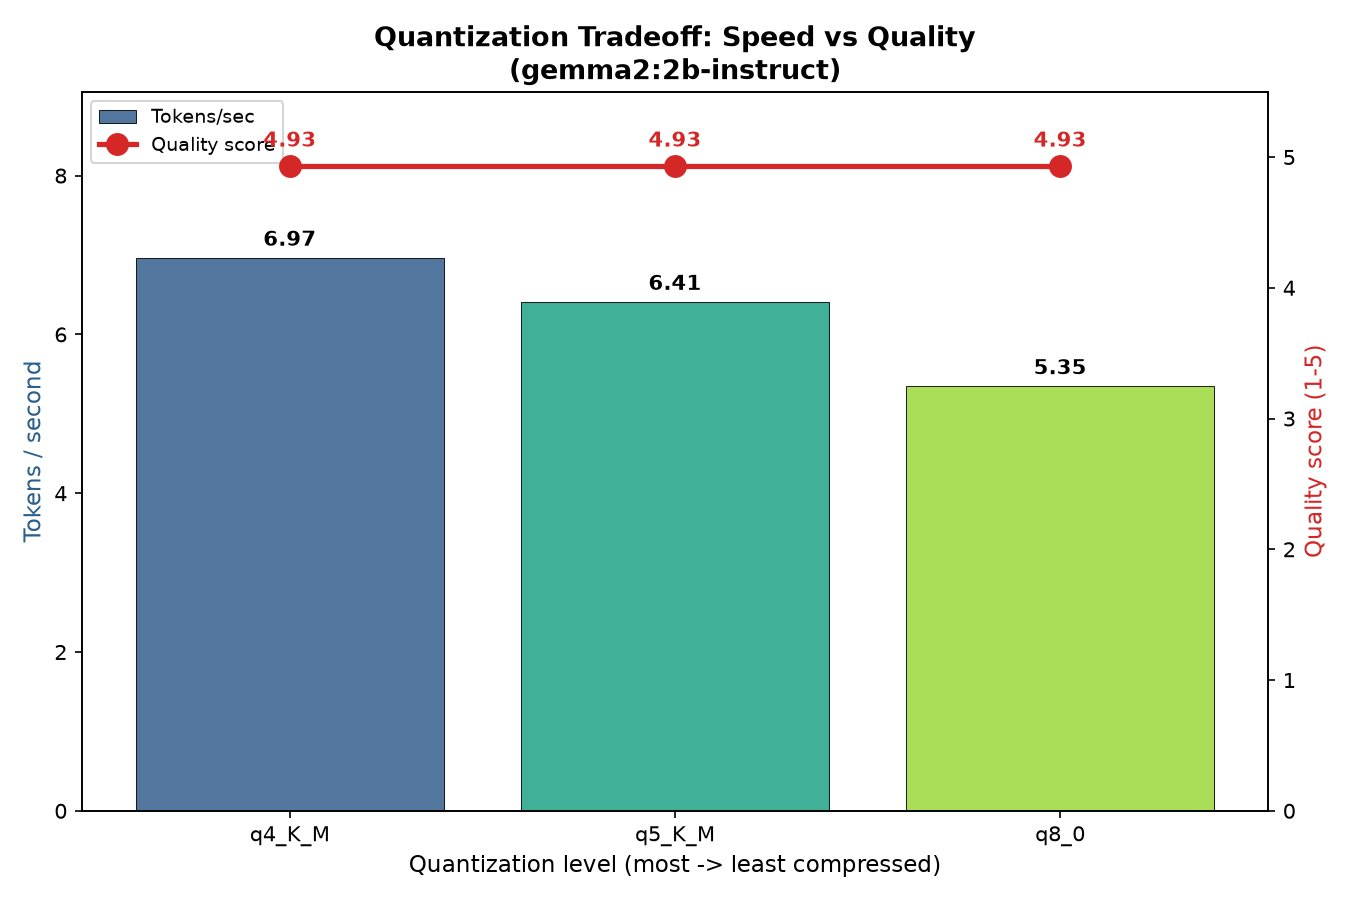 Quantization Tradeoff: Speed vs Quality
(gemma2:2b-instruct)
Tokens/sec
Quality score
4.93
4.93
4.93
6.97
6.41
5.35
8
6
4
2
0
Tokens / second
5
4
3
2
1
0
Quality score (1-5)
q4_K_M
q5_K_M
q8_0
Quantization level (most -> least compressed)